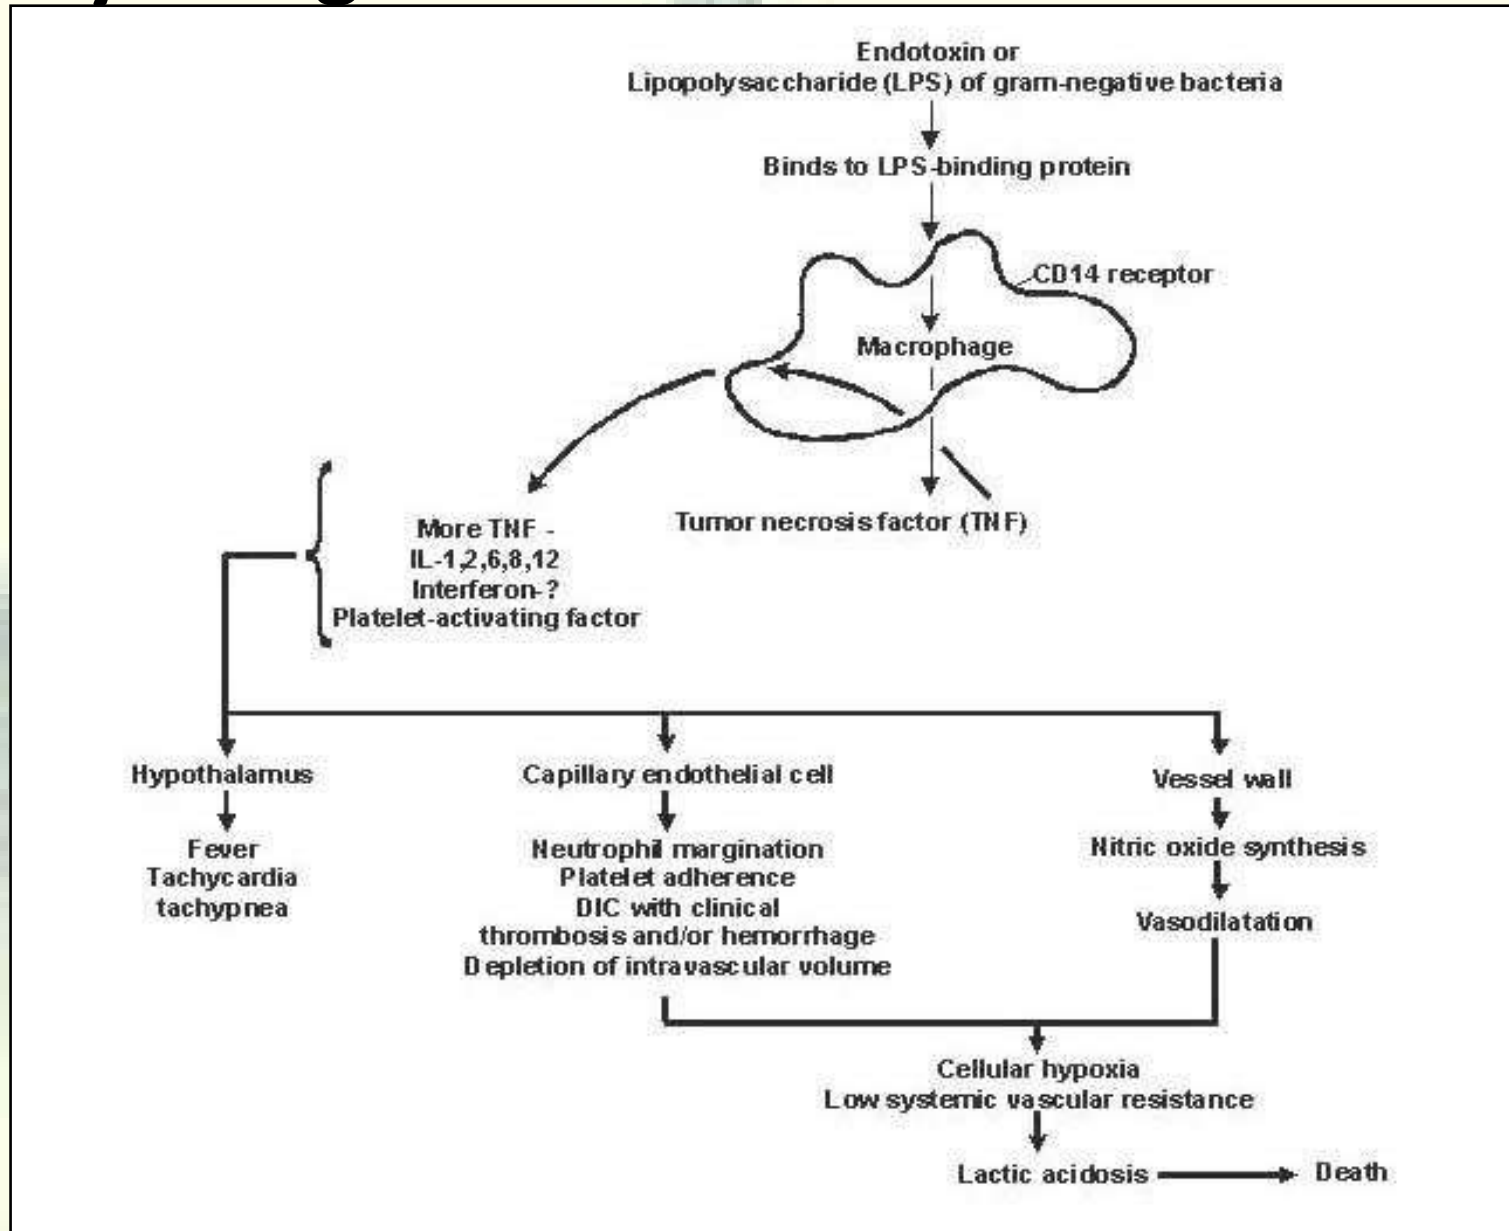 Endotoxin or
Lipopolysaccharide (LPS) of gram-negative bacteria
Binds to LPS-binding protein
CD14 receptor
Macrophage
Tumor necrosis factor (TNF)
More TNF -
IL-1,2,6,8,12
Interferon-?
Platelet-activating factor
Hypothalamus
Fever
Tachycardia
tachypnea
Capillary endothelial cell
Neutrophil margination
Platelet adherence
DIC with clinical
thrombosis and/or hemorrhage
Depletion of intravascular volume
Vessel wall
Nitric oxide synthesis
Vasodilatation
Cellular hypoxia
Low systemic vascular resistance
Lactic acidosis
Death